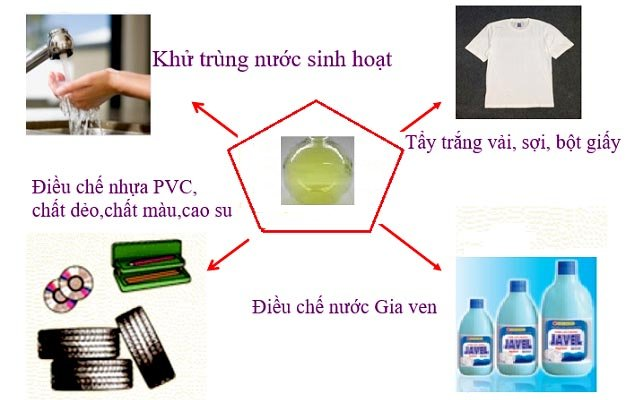 Khử trùng nước sinh hoạt
Tẩy trắng vải, sợi, bột giấy
Điều chế nhựa PVC,
chất dẻo,chất màu,cao su
Điều chế nước Gia ven
JAVEL
JAVEL
JAVEL